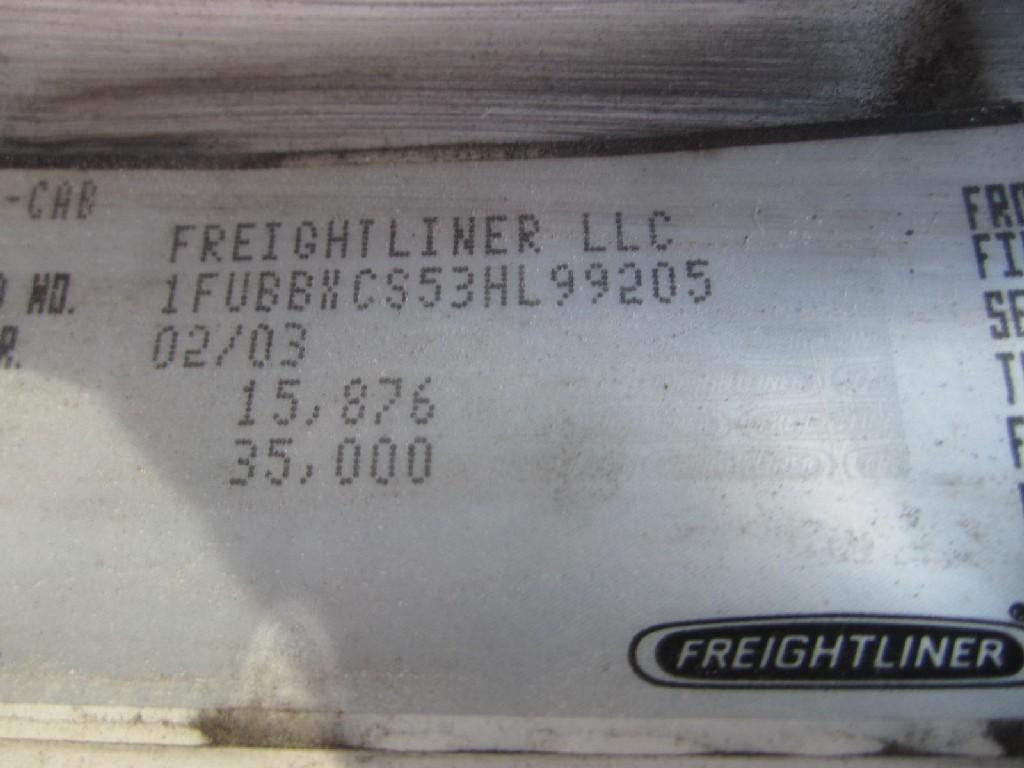 -CAB
FREIGHTLINER LLC
NO. 1FUBBXCS53HL99205
02/03
15,876
35,000
FREIGHTLINER